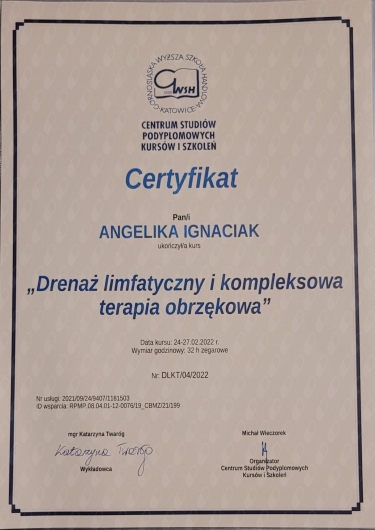 GÓRNOŚLĄSKA WYŻSZA SZKOŁA HANDLOWA
GWSH
KATOWICE
CENTRUM STUDIÓW
PODYPLOMOWYCH
KURSÓW I SZKOLEŃ
Certyfikat
Pan/i
ANGELIKA IGNACIAK
ukończył/a kurs
„Drenaż limfatyczny i kompleksowa
terapia obrzękowa”
Data kursu: 24-27.02.2022 r.
Wymiar godzinowy: 32 h zegarowe
Nr: DLKT/04/2022
Nr usługi: 2021/09/24/9407/1181503
ID wsparcia: RPMP.08.04.01-12-0076/19_CBMZ/21/199
mgr Katarzyna Twaróg
Michał Wieczorek
Katarzyna Twaróg
Wykładowca
Organizator
Centrum Studiów Podyplomowych
Kursów i Szkoleń